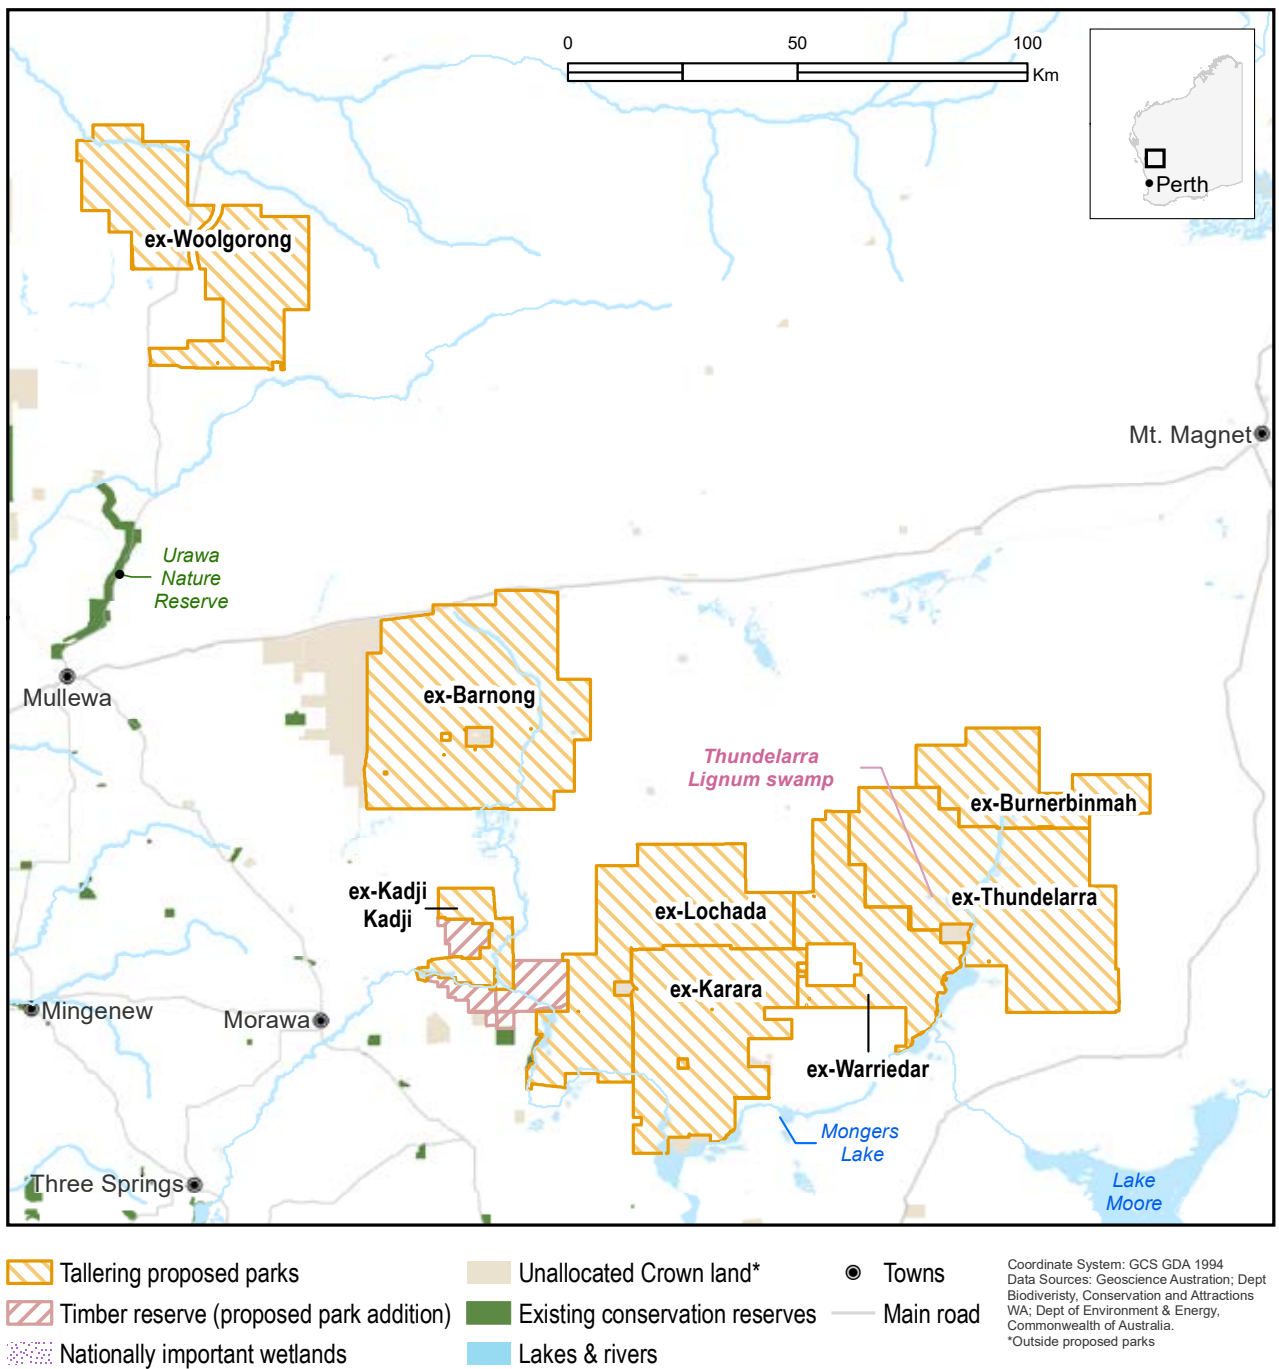 0 50 100
Km
Perth
ex-Woolgorong
Mt. Magnet
Urawa
Nature
Reserve
Mullewa
ex-Barnong
Thundelarra
Lignum swamp
ex-Burnerbinmah
ex-Kadji
Kadji
ex-Lochada
ex-Thundelarra
ex-Karara
Mingenew
Morawa
ex-Warriedar
Mongers
Lake
Three Springs
Lake
Moore
Tallering proposed parks
Timber reserve (proposed park addition)
Nationally important wetlands
Unallocated Crown land*
Existing conservation reserves
Lakes & rivers
Towns
Main road
Coordinate System: GCS GDA 1994
Data Sources: Geoscience Austration; Dept
Biodiveristy, Conservation and Attractions
WA; Dept of Environment & Energy,
Commonwealth of Australia.
*Outside proposed parks